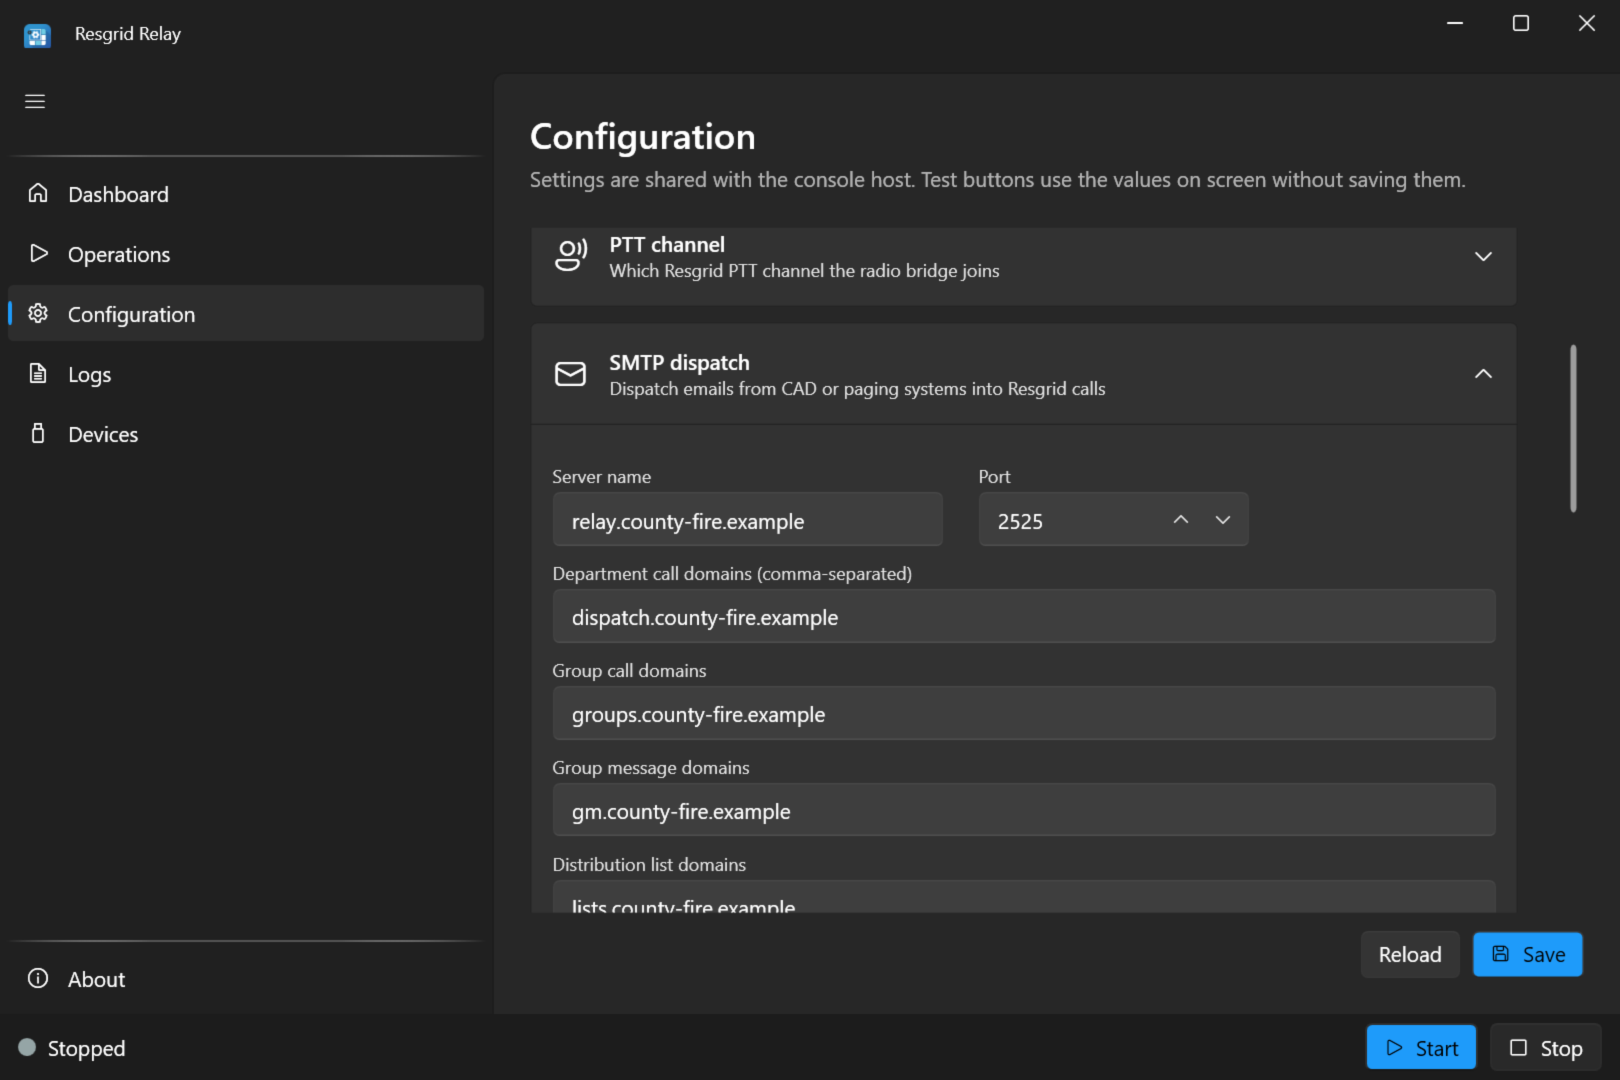 Resgrid Relay
Dashboard
Operations
Configuration
Logs
Devices
About
Configuration
Settings are shared with the console host. Test buttons use the values on screen without saving them.
PTT channel
Which Resgrid PTT channel the radio bridge joins
SMTP dispatch
Dispatch emails from CAD or paging systems into Resgrid calls
Server name
Port
relay.county-fire.example
2525
Department call domains (comma-separated)
dispatch.county-fire.example
Group call domains
groups.county-fire.example
Group message domains
gm.county-fire.example
Distribution list domains
lists.county-fire.example
Reload
Save
Stopped
Start
Stop